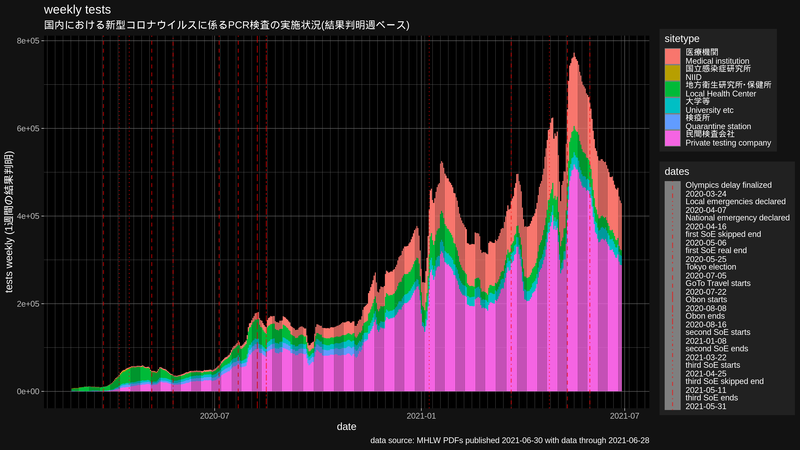 weekly tests
国内における新型コロナウイルスに係るPCR検査の実施状況(結果判明週ベース)
tests weekly (1週間の結果判明)
8e+05
6e+05
4e+05
2e+05
0e+00
2020-07
2021-01
2021-07
date
data source: MHLW PDFs published 2021-06-30 with data through 2021-06-28
sitetype
医療機関
Medical institution
国立感染症研究所
NIID
地方衛生研究所・保健所
Local Health Center
大学等
University etc
検疫所
Quarantine station
民間検査会社
Private testing company
dates
Olympics delay finalized
2020-03-24
Local emergencies declared
2020-04-07
National emergency declared
2020-04-16
first SoE skipped end
2020-05-06
first SoE real end
2020-05-25
Tokyo election
2020-07-05
GoTo Travel starts
2020-07-22
Obon starts
2020-08-08
Obon ends
2020-08-16
second SoE starts
2021-01-08
second SoE ends
2021-03-22
third SoE starts
2021-04-25
third SoE skipped end
2021-05-11
third SoE ends
2021-05-31